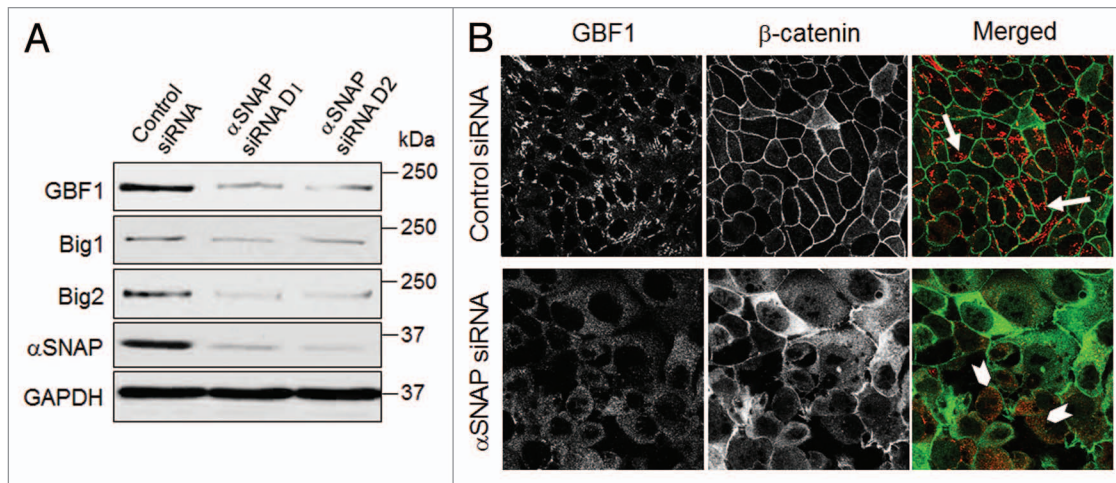 A
Control
siRNA
αSNAP
siRNA D1
αSNAP
siRNA D2
kDa
GBF1
250
Big1
250
Big2
250
αSNAP
37
GAPDH
37
B
GBF1
β-catenin
Merged
Control siRNA
αSNAP siRNA